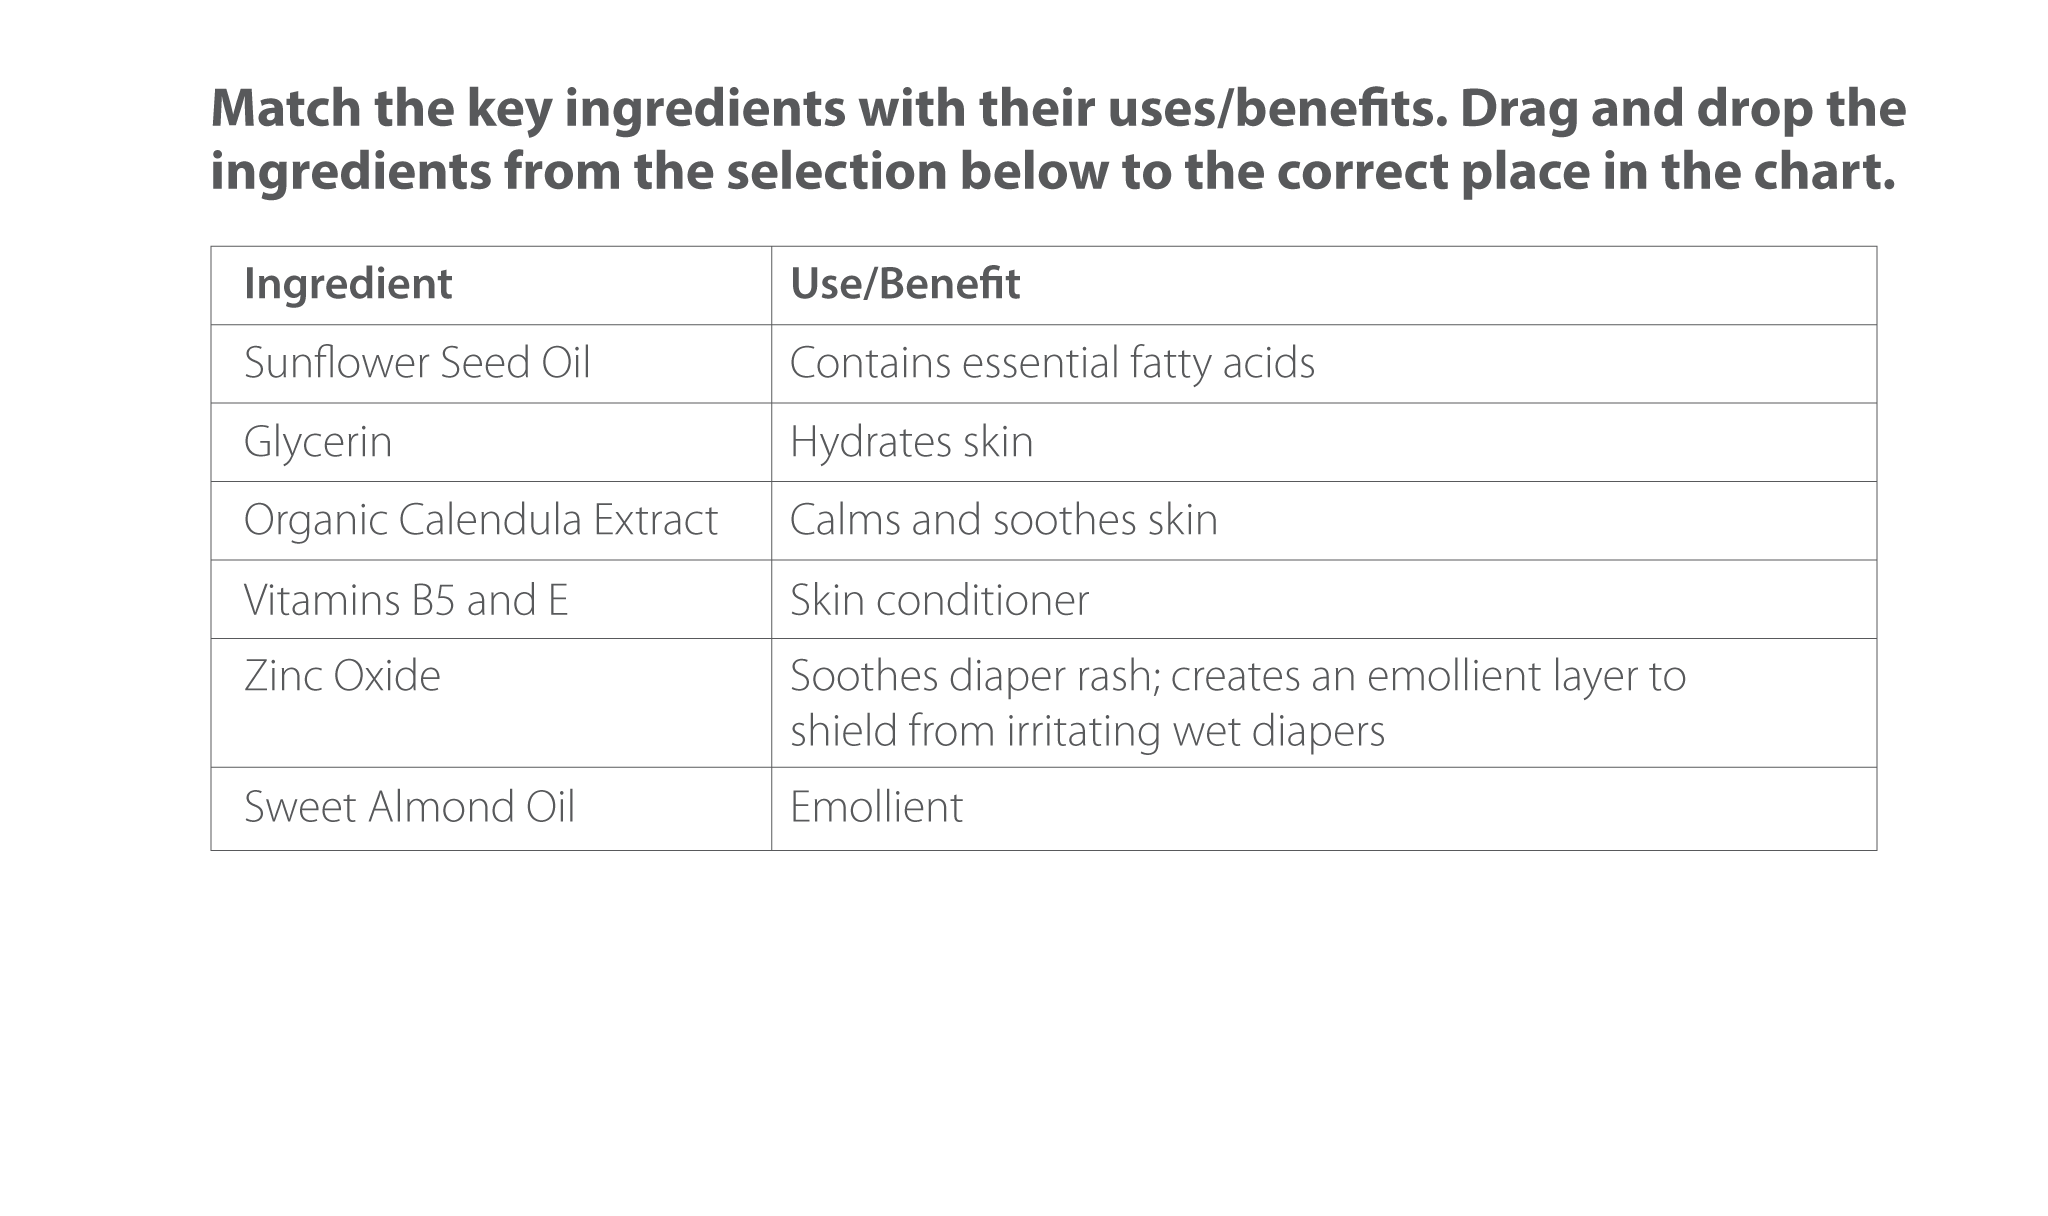 Match the key ingredients with their uses/benefits. Drag and drop the
ingredients from the selection below to the correct place in the chart.
Ingredient Use/Benefit
Sunflower Seed Oil Contains essential fatty acids
Glycerin Hydrates skin
Organic Calendula Extract Calms and soothes skin
Vitamins B5 and E Skin conditioner
Zinc Oxide Soothes diaper rash; creates an emollient layer to
shield from irritating wet diapers
Sweet Almond Oil Emollient